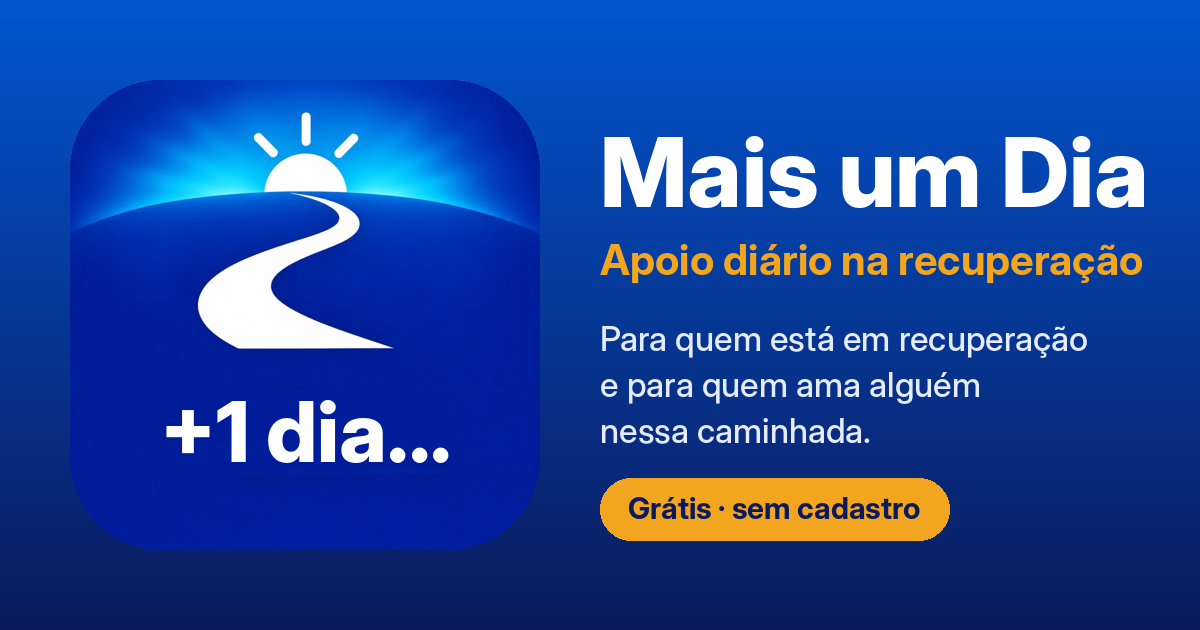 +1 dia...
Mais um Dia
Apoio diário na recuperação
Para quem está em recuperação
e para quem ama alguém
nessa caminhada.
Grátis · sem cadastro